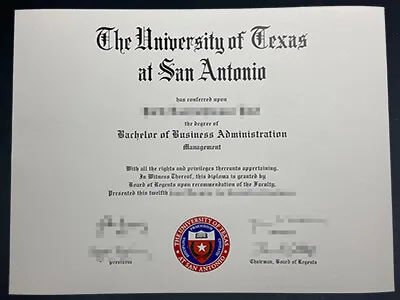 The University of Texas
at San Antonio
has conferred upon
the degree of
Bachelor of Business Administration
Management
With all the rights and privileges thereunto appertaining.
In Witness Thereof, this diploma is granted by
Board of Regents upon recommendation of the Faculty.
Presented this twelfth
THE UNIVERSITY OF TEXAS
AT SAN ANTONIO
Chairman, Board of Regents